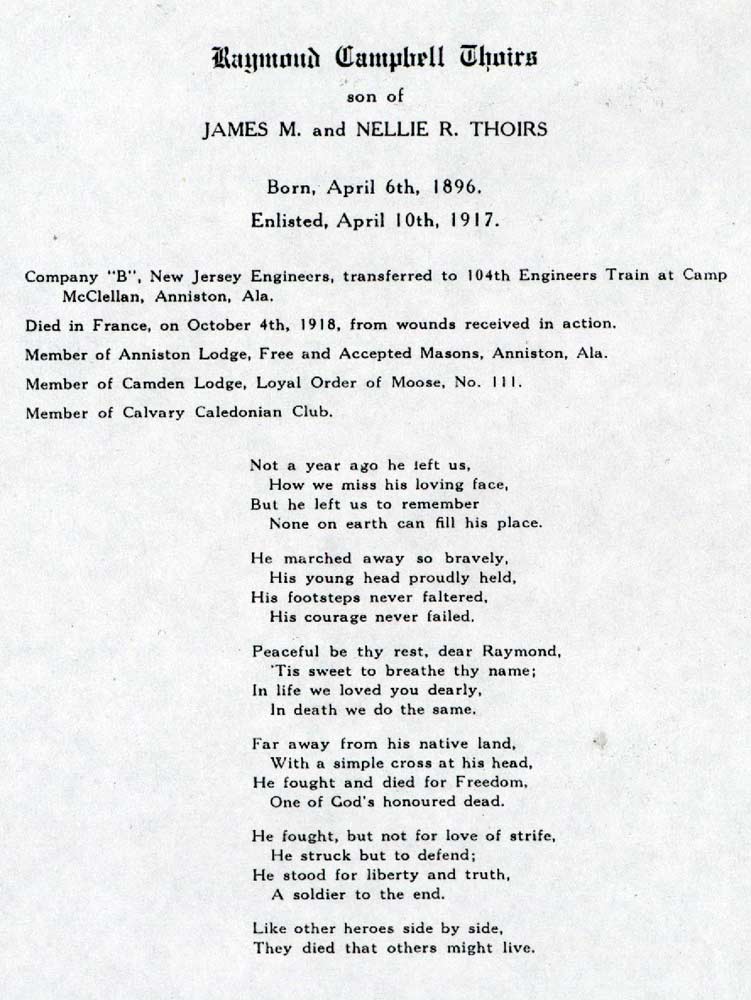 Raymond Campbell Thoirs
son of
JAMES M. and NELLIE R. THOIRS
Born, April 6th, 1896.
Enlisted, April 10th, 1917.
Company "B", New Jersey Engineers, transferred to 104th Engineers Train at Camp
McClellan, Anniston, Ala.
Died in France, on October 4th, 1918, from wounds received in action.
Member of Anniston Lodge, Free and Accepted Masons, Anniston, Ala.
Member of Camden Lodge, Loyal Order of Moose, No. 111.
Member of Calvary Caledonian Club.
Not a year ago he left us,
How we miss his loving face,
But he left us to remember
None on earth can fill his place.
He marched away so bravely,
His young head proudly held,
His footsteps never faltered,
His courage never failed.
Peaceful be thy rest, dear Raymond,
'Tis sweet to breathe thy name;
In life we loved you dearly,
In death we do the same.
Far away from his native land,
With a simple cross at his head,
He fought and died for Freedom,
One of God's honoured dead.
He fought, but not for love of strife,
He struck but to defend;
He stood for liberty and truth,
A soldier to the end.
Like other heroes side by side,
They died that others might live.